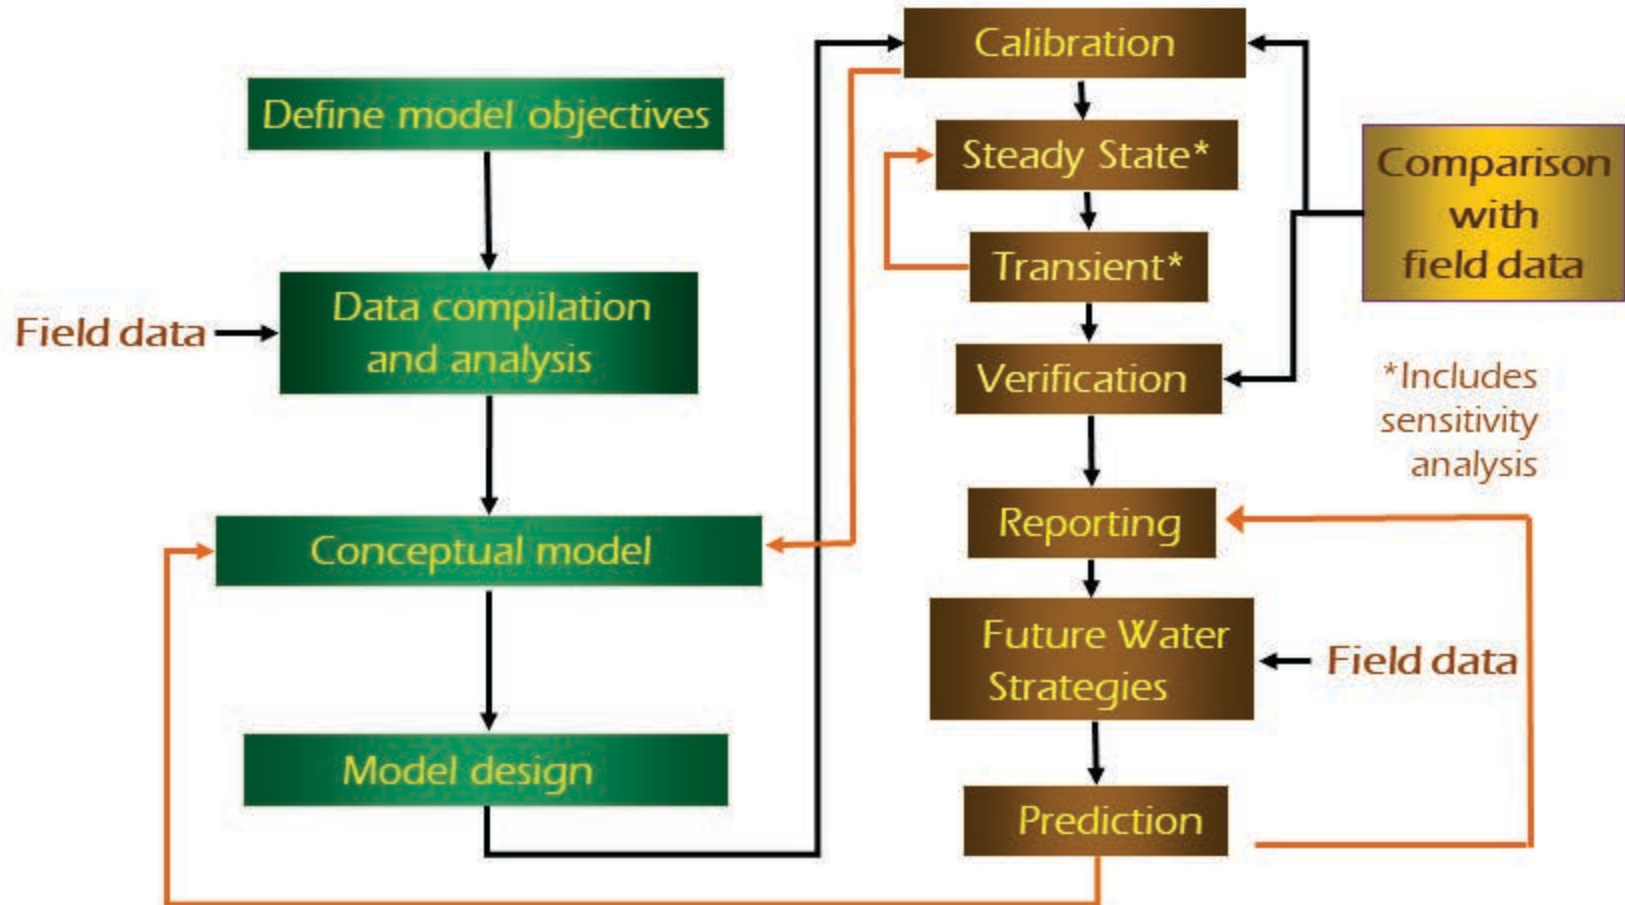 Define model objectives
Field data
Data compilation
and analysis
Conceptual model
Model design
Calibration
Steady State*
Transient*
Verification
Reporting
Future Water
Strategies
Prediction
Comparison
with
field data
*Includes
sensitivity
analysis
Field data